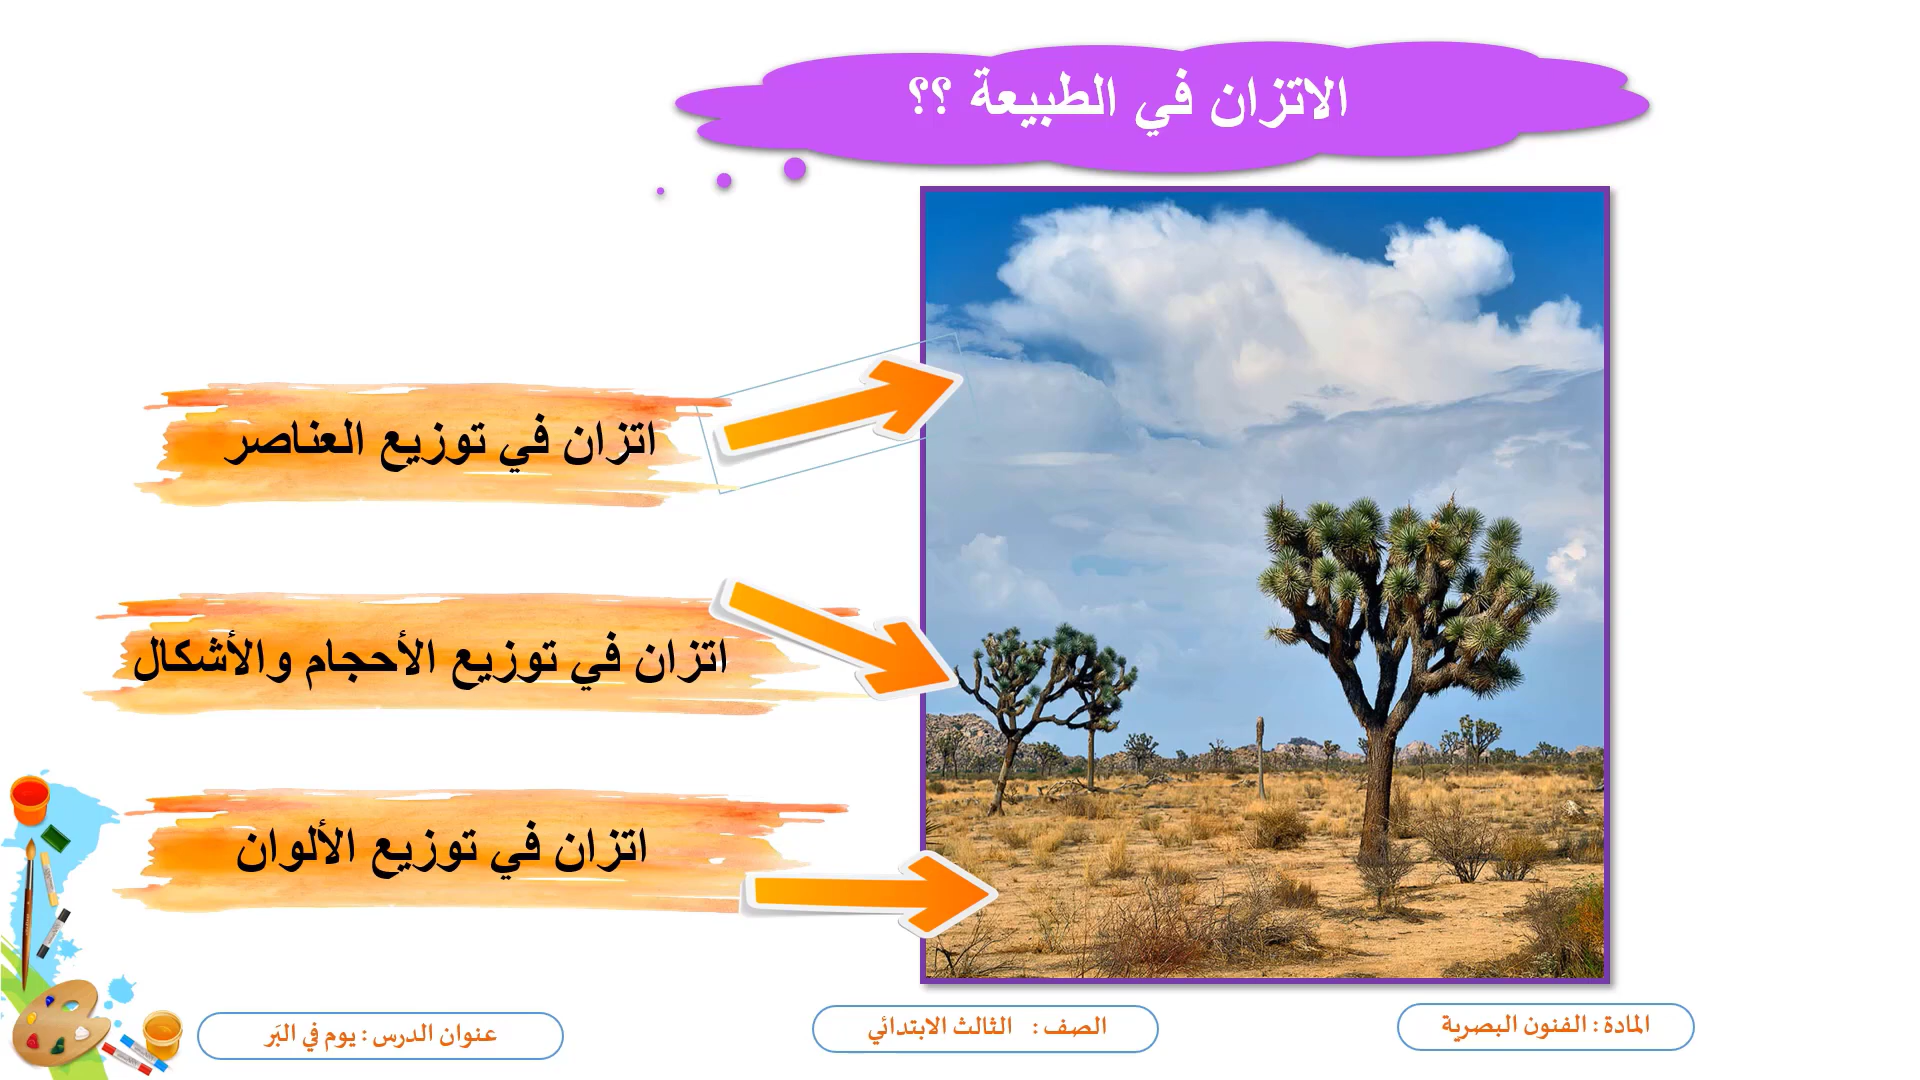 الاتزان في الطبيعة ؟؟
اتزان في توزيع العناصر
اتزان في توزيع الأحجام والأشكال
اتزان في توزيع الألوان
المادة : الفنون البصرية
الصف : الثالث الابتدائي
عنوان الدرس : يوم في البَر